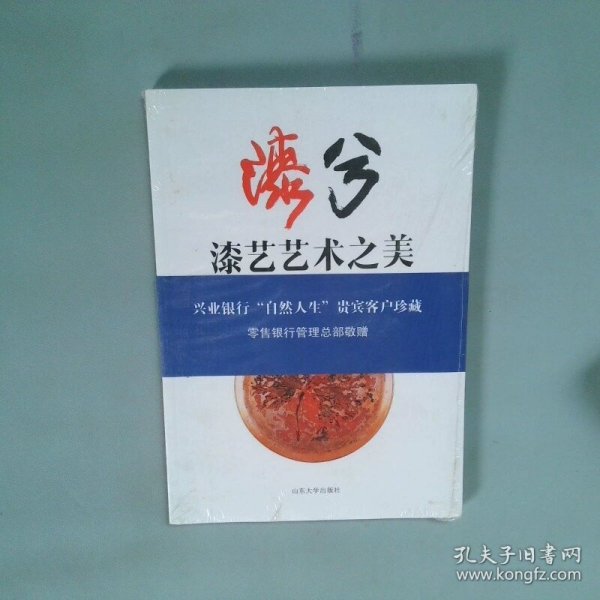 漆兮
漆艺艺术之美
兴业银行“自然人生”贵宾客户珍藏
零售银行管理总部敬赠
山东大学出版社
孔夫子旧书网
www.kongfz.com